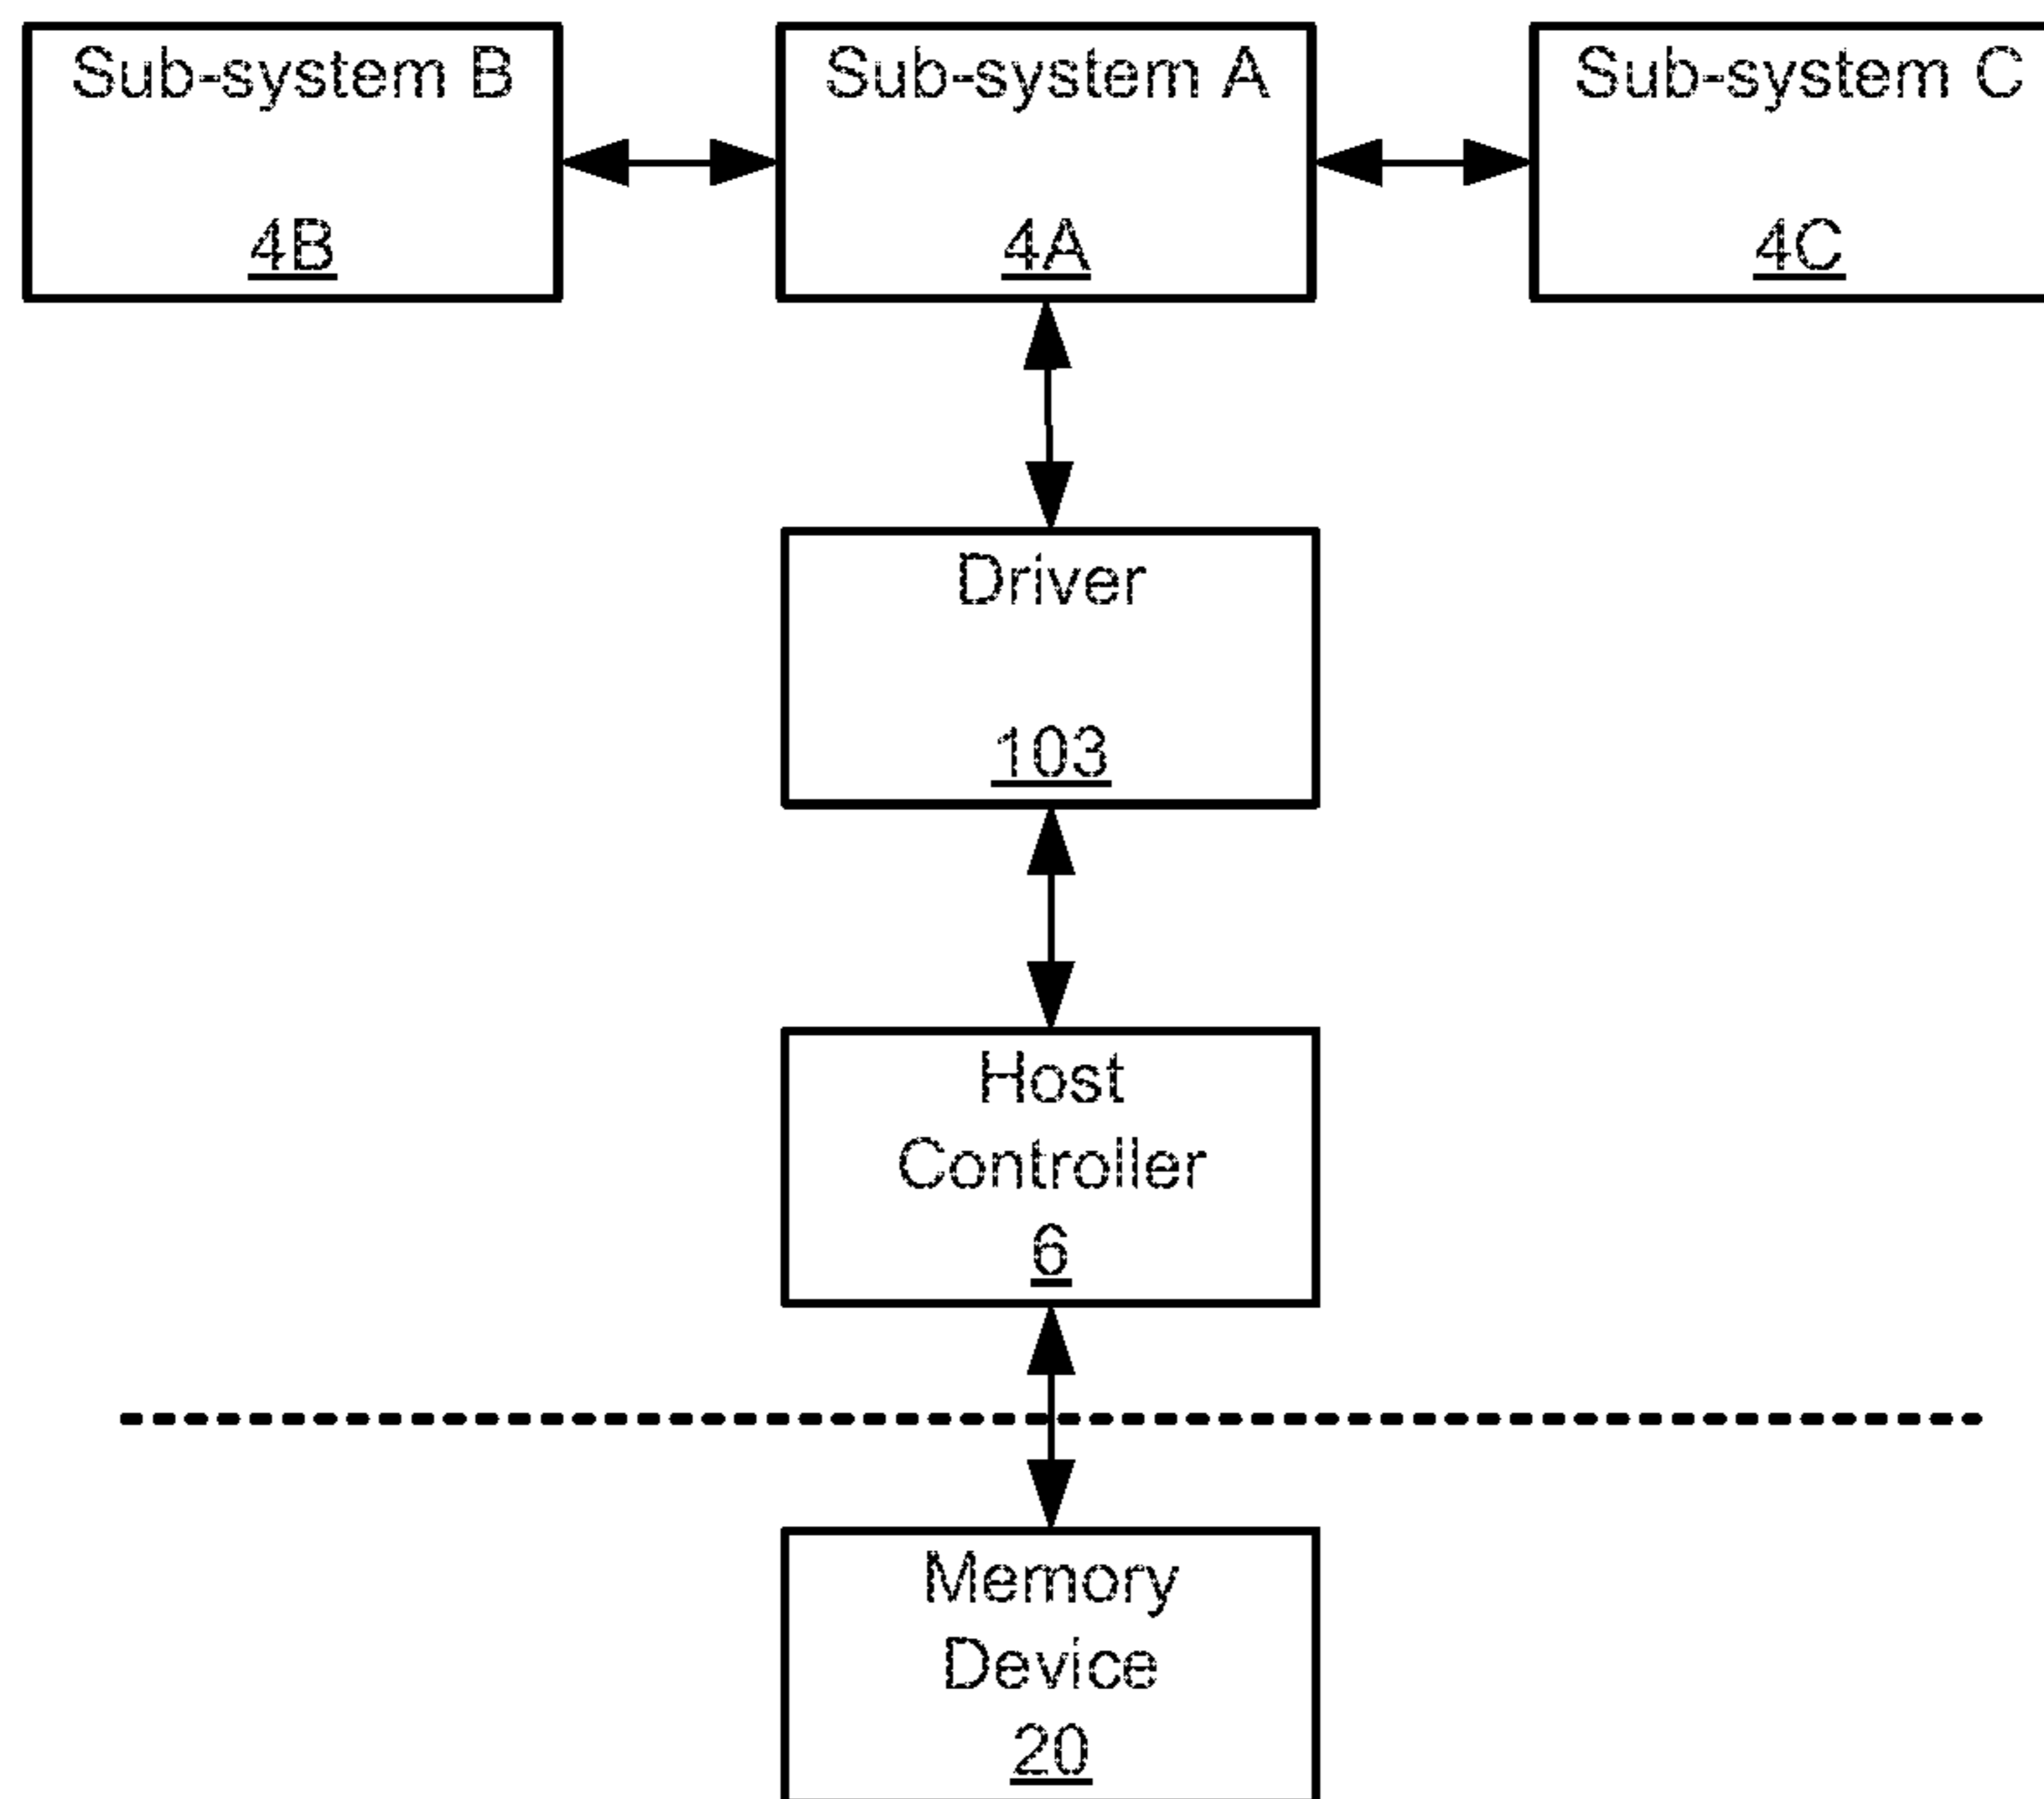 Sub-system B
4B
Sub-system A
4A
Sub-system C
4C
Driver
103
Host
Controller
6
Memory
Device
20